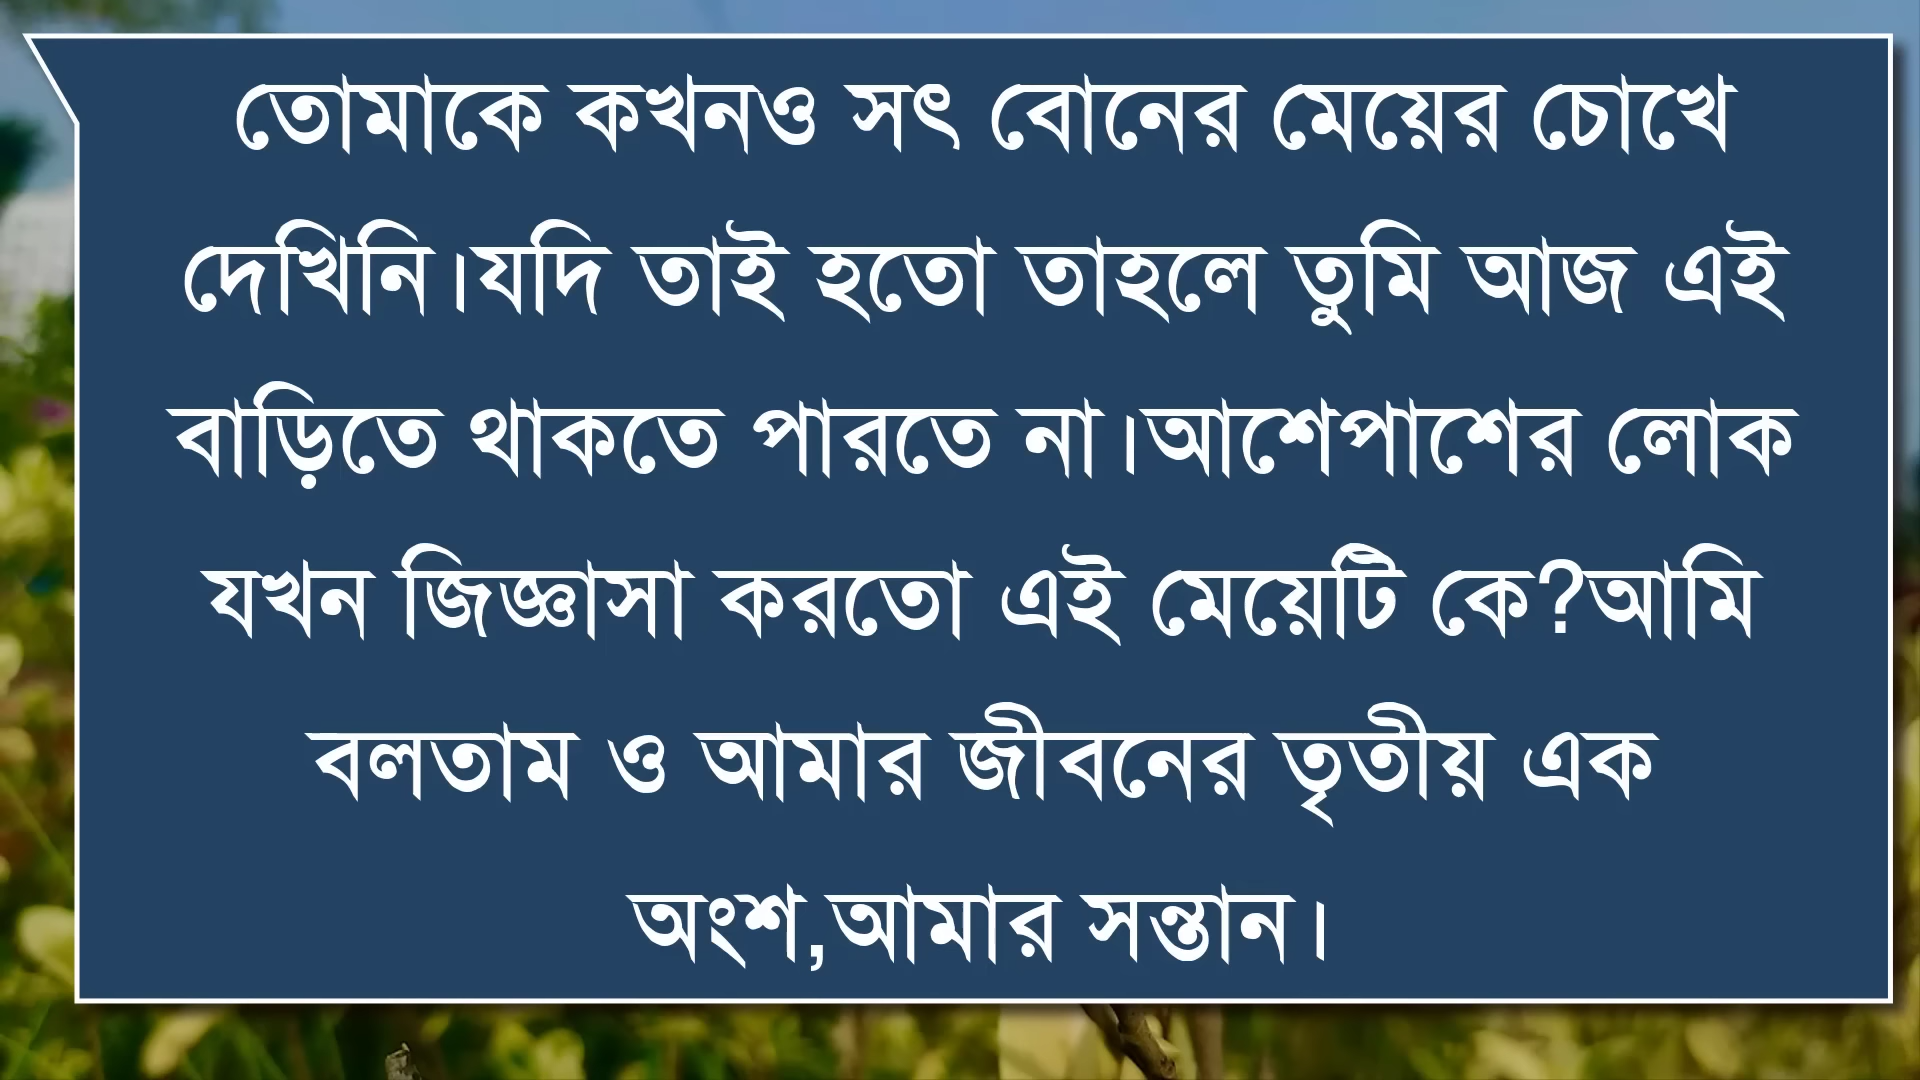 তোমাকে কখনও সৎ বোনের মেয়ের চোখে
দেখিনি।যদি তাই হতো তাহলে তুমি আজ এই
বাড়িতে থাকতে পারতে না।আশেপাশের লোক
যখন জিজ্ঞাসা করতো এই মেয়েটি কে?আমি
বলতাম ও আমার জীবনের তৃতীয় এক
অংশ,আমার সন্তান।